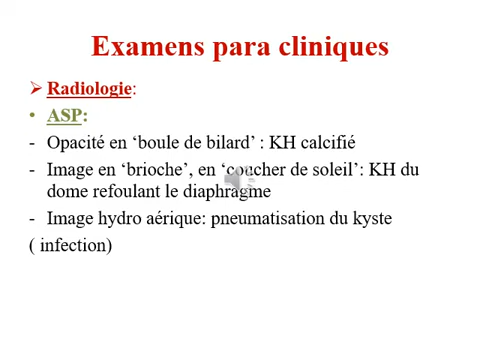 Examens para cliniques
➢ Radiologie:
• ASP:
- Opacité en ‘boule de bilard’ : KH calcifié
- Image en ‘brioche’, en ‘coucher de soleil’: KH du
dome refoulant le diaphragme
- Image hydro aérique: pneumatisation du kyste
( infection)